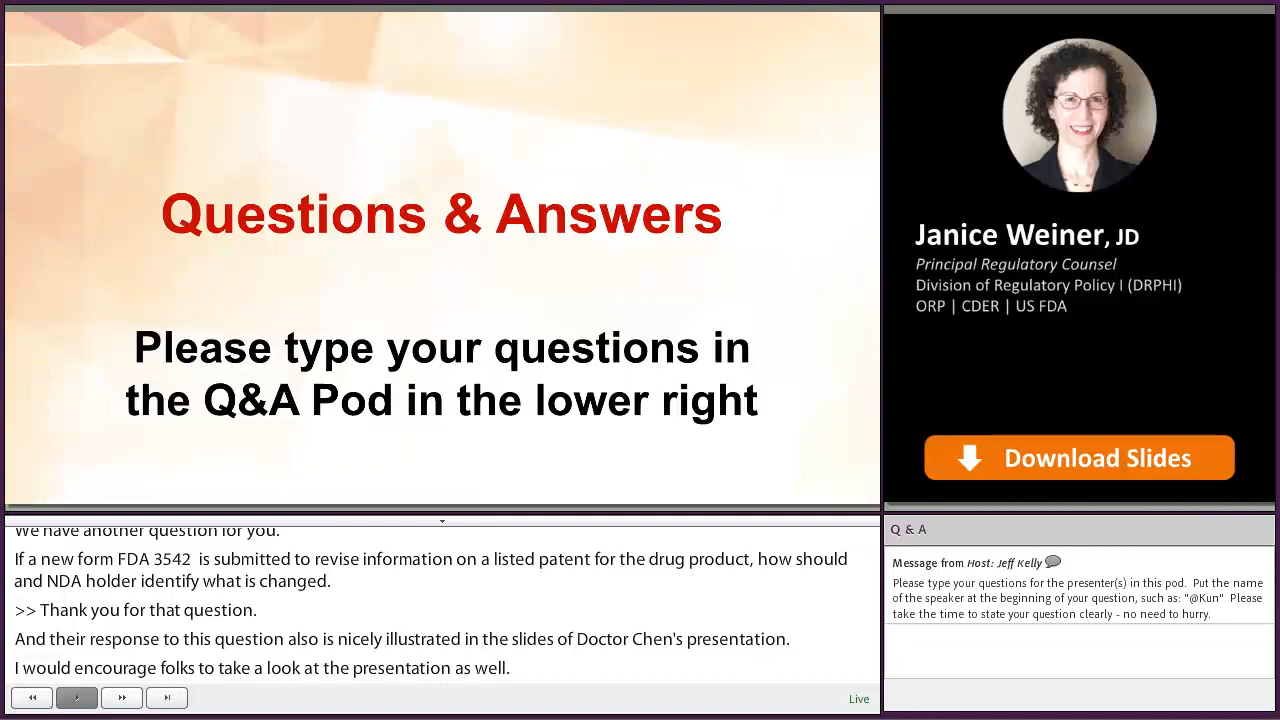 Questions & Answers
Please type your questions in
the Q&A Pod in the lower right
Janice Weiner, JD
Principal Regulatory Counsel
Division of Regulatory Policy I (DRPHI)
ORP | CDER | US FDA
Download Slides
We have another question for you.
If a new form FDA 3542 is submitted to revise information on a listed patent for the drug product, how should
and NDA holder identify what is changed.
>> Thank you for that question.
And their response to this question also is nicely illustrated in the slides of Doctor Chen's presentation.
I would encourage folks to take a look at the presentation as well.
Live
Q & A
Message from Host: Jeff Kelly
Please type your questions for the presenter(s) in this pod. Put the name
of the speaker at the beginning of your question, such as: "@Kun" Please
take the time to state your question clearly - no need to hurry.